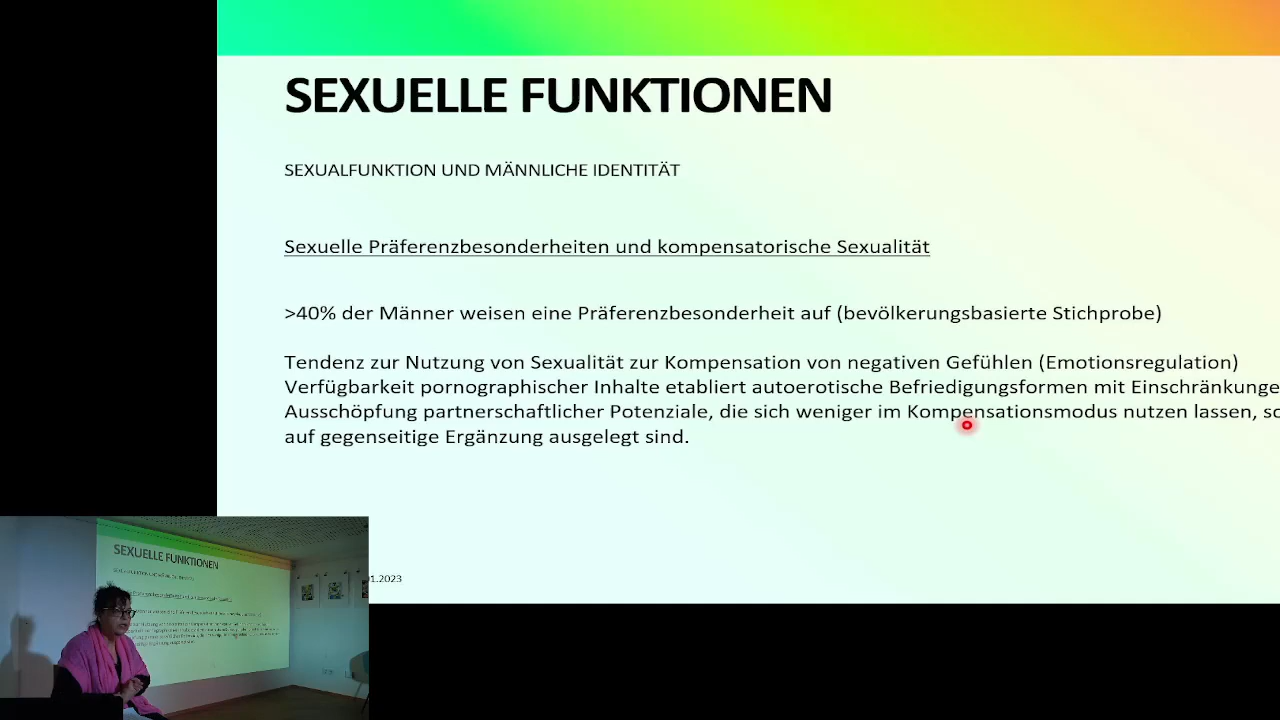 SEXUELLE FUNKTIONEN
SEXUALFUNKTION UND MÄNNLICHE IDENTITÄT
Sexuelle Präferenzbesonderheiten und kompensatorische Sexualität
>40% der Männer weisen eine Präferenzbesonderheit auf (bevölkerungsbasierte Stichprobe)
Tendenz zur Nutzung von Sexualität zur Kompensation von negativen Gefühlen (Emotionsregulation)
Verfügbarkeit pornographischer Inhalte etabliert autoerotische Befriedigungsformen mit Einschränkunge
Ausschöpfung partnerschaftlicher Potenziale, die sich weniger im Kompensationsmodus nutzen lassen, so
auf gegenseitige Ergänzung ausgelegt sind.
01.2023
SEXUELLE FUNKTIONEN